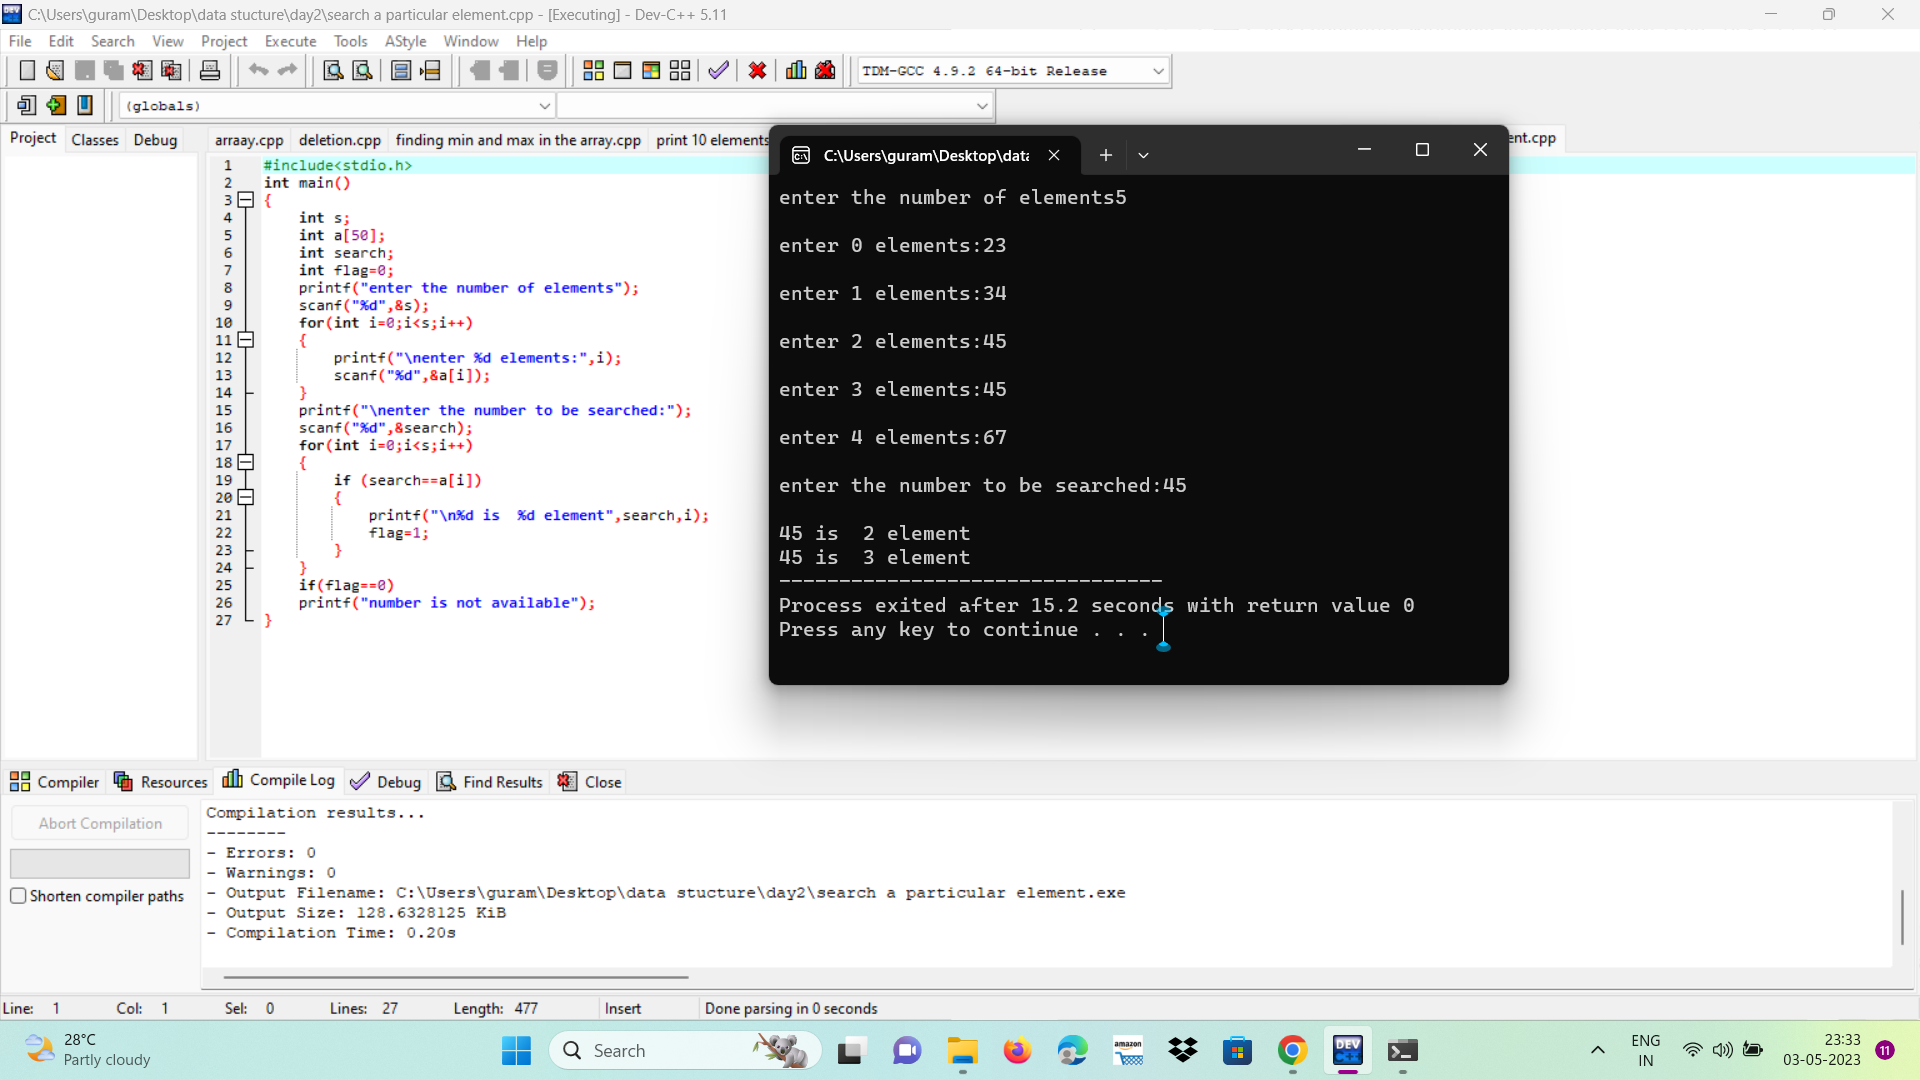 C:\Users\guram\Desktop\data stucture\day2\search a particular element.cpp - [Executing] - Dev-C++ 5.11
File Edit Search View Project Execute Tools AStyle Window Help
TDM-GCC 4.9.2 64-bit Release
(globals)
Project Classes Debug
arraay.cpp deletion.cpp finding min and max in the array.cpp print 10 elements ent.cpp
1 #include<stdio.h>
2 int main()
3 {
4 int s;
5 int a[50];
6 int search;
7 int flag=0;
8 printf("enter the number of elements");
9 scanf("%d",&s);
10 for(int i=0;i<s;i++)
11 {
12 printf("\nenter %d elements:",i);
13 scanf("%d",&a[i]);
14 }
15 printf("\nenter the number to be searched:");
16 scanf("%d",&search);
17 for(int i=0;i<s;i++)
18 {
19 if (search==a[i])
20 {
21 printf("\n%d is  %d element",search,i);
22 flag=1;
23 }
24 }
25 if(flag==0)
26 printf("number is not available");
27 }
C:\Users\guram\Desktop\data
enter the number of elements5
enter 0 elements:23
enter 1 elements:34
enter 2 elements:45
enter 3 elements:45
enter 4 elements:67
enter the number to be searched:45
45 is  2 element
45 is  3 element
--------------------------------
Process exited after 15.2 seconds with return value 0
Press any key to continue . . .
Compiler Resources Compile Log Debug Find Results Close
Abort Compilation
Shorten compiler paths
Compilation results...
--------
- Errors: 0
- Warnings: 0
- Output Filename: C:\Users\guram\Desktop\data stucture\day2\search a particular element.exe
- Output Size: 128.6328125 KiB
- Compilation Time: 0.20s
Line: 1 Col: 1 Sel: 0 Lines: 27 Length: 477 Insert Done parsing in 0 seconds
28°C
Partly cloudy
Search
amazon
DEV
C++
ENG
IN
23:33
03-05-2023
11